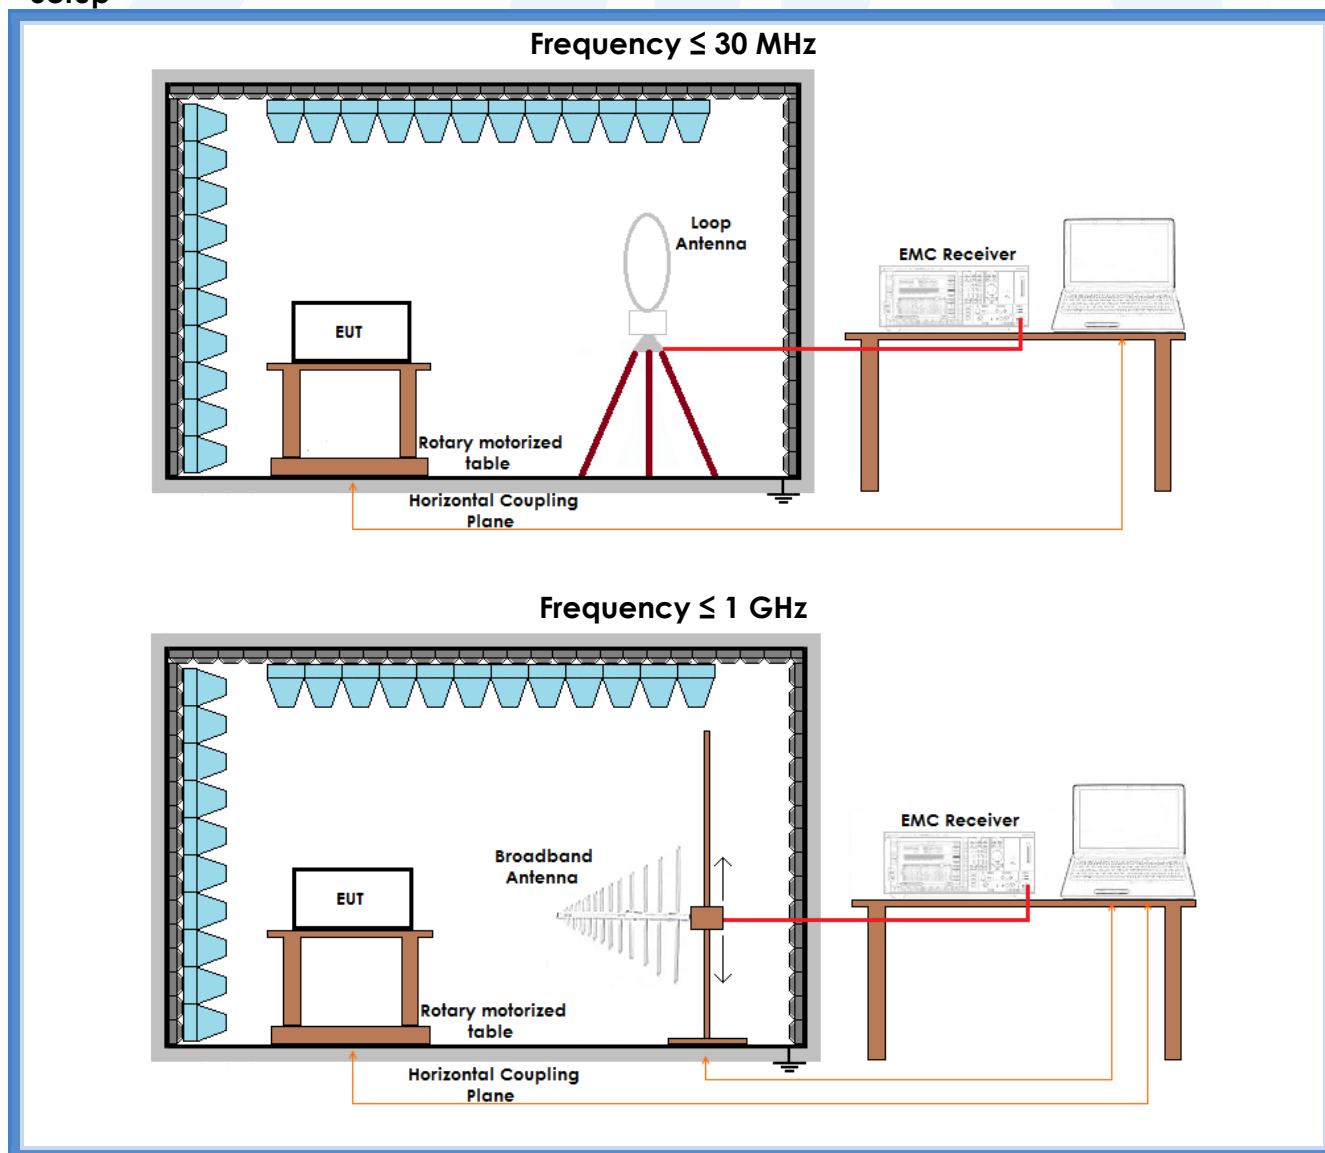 Setup
Frequency ≤ 30 MHz
Loop
Antenna
EMC Receiver
EUT
Rotary motorized
table
Horizontal Coupling
Plane
Frequency ≤ 1 GHz
EMC Receiver
Broadband
Antenna
EUT
Rotary motorized
table
Horizontal Coupling
Plane